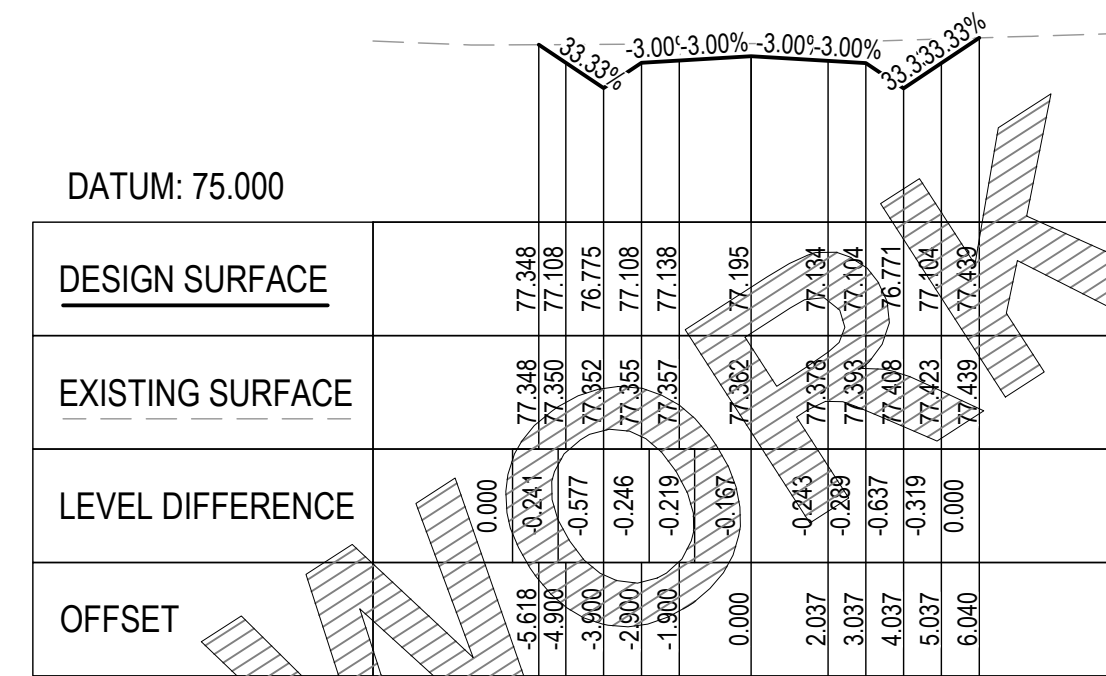 33.33% -3.00% -3.00% -3.00% -3.00% 33.33% 33.33%
DATUM: 75.000
DESIGN SURFACE 77.348 77.108 76.775 77.108 77.138 77.195 77.134 77.104 76.771 77.104 77.439
EXISTING SURFACE 77.348 77.350 77.352 77.355 77.357 77.362 77.378 77.393 77.408 77.423 77.439
LEVEL DIFFERENCE 0.000 -0.241 -0.577 -0.246 -0.219 -0.167 -0.243 -0.289 -0.637 -0.319 0.000
OFFSET -5.618 -4.900 -3.900 -2.900 -1.900 0.000 2.037 3.037 4.037 5.037 6.040
WORK